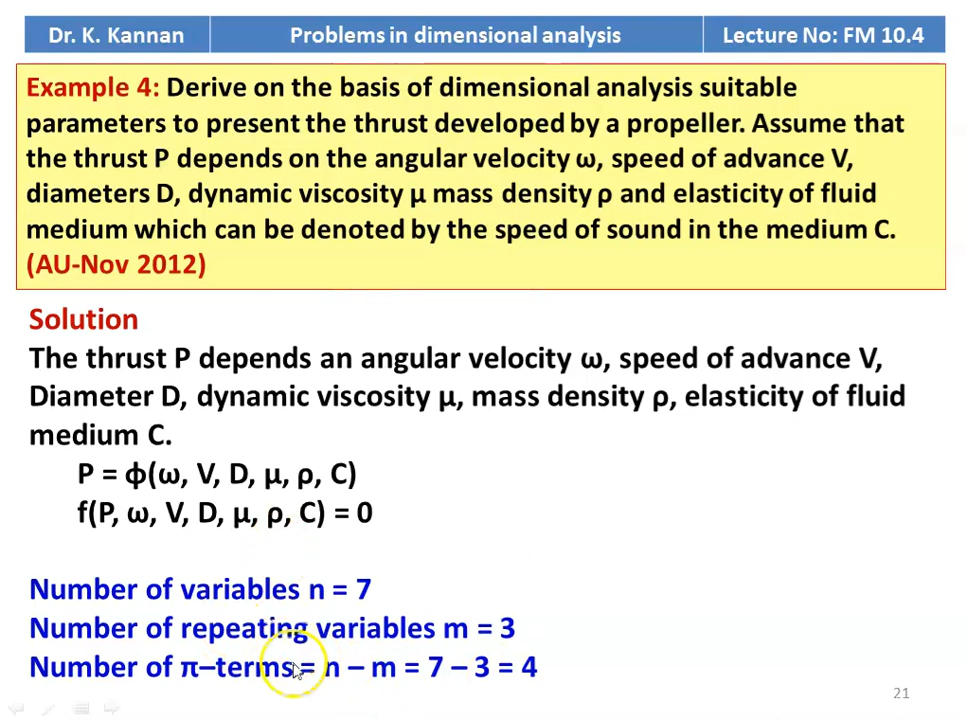 Dr. K. Kannan Problems in dimensional analysis Lecture No: FM 10.4
Example 4: Derive on the basis of dimensional analysis suitable
parameters to present the thrust developed by a propeller. Assume that
the thrust P depends on the angular velocity ω, speed of advance V,
diameters D, dynamic viscosity μ mass density ρ and elasticity of fluid
medium which can be denoted by the speed of sound in the medium C.
(AU-Nov 2012)
Solution
The thrust P depends an angular velocity ω, speed of advance V,
Diameter D, dynamic viscosity μ, mass density ρ, elasticity of fluid
medium C.
P = ϕ(ω, V, D, μ, ρ, C)
f(P, ω, V, D, μ, ρ, C) = 0
Number of variables n = 7
Number of repeating variables m = 3
Number of π–terms = n – m = 7 – 3 = 4
21